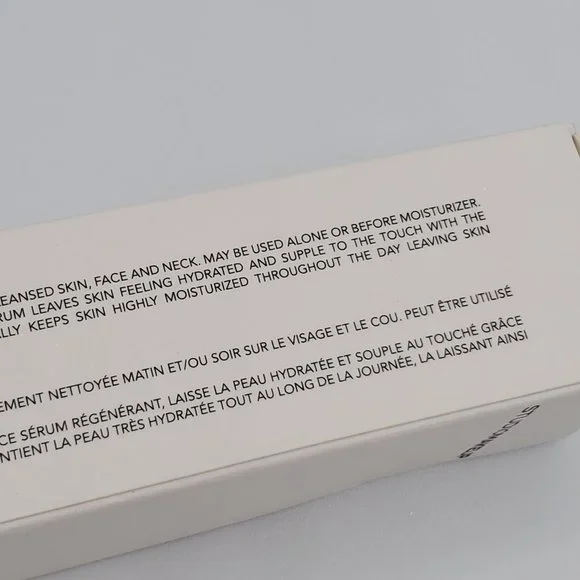 LEANSED SKIN, FACE AND NECK. MAY BE USED ALONE OR BEFORE MOISTURIZER.
RUM LEAVES SKIN FEELING HYDRATED AND SUPPLE TO THE TOUCH WITH THE
LLY KEEPS SKIN HIGHLY MOISTURIZED THROUGHOUT THE DAY LEAVING SKIN
EMENT NETTOYÉE MATIN ET/OU SOIR SUR LE VISAGE ET LE COU. PEUT ÊTRE UTILISÉ
CE SÉRUM RÉGÉNÉRANT, LAISSE LA PEAU HYDRATÉE ET SOUPLE AU TOUCHÉ GRÂCE
NTIENT LA PEAU TRÈS HYDRATÉE TOUT AU LONG DE LA JOURNÉE, LA LAISSANT AINSI